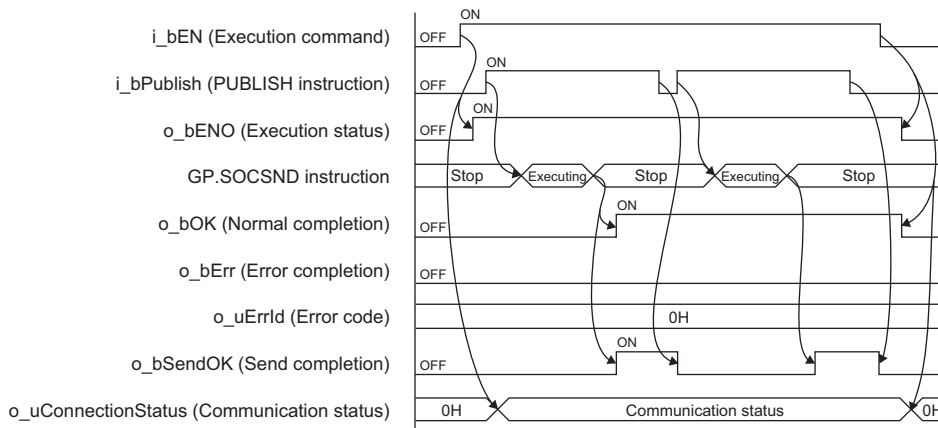 ON
i_bEN (Execution command) OFF
ON
i_bPublish (PUBLISH instruction) OFF
ON
o_bENO (Execution status) OFF
GP.SOCSND instruction Stop Executing Stop Executing Stop
ON
o_bOK (Normal completion) OFF
o_bErr (Error completion) OFF
o_uErrId (Error code) 0H
ON
o_bSendOK (Send completion) OFF
o_uConnectionStatus (Communication status) 0H Communication status 0H